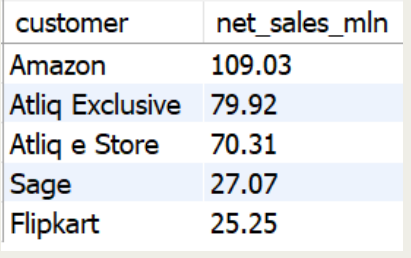 customer net_sales_mln
Amazon 109.03
Atliq Exclusive 79.92
Atliq e Store 70.31
Sage 27.07
Flipkart 25.25